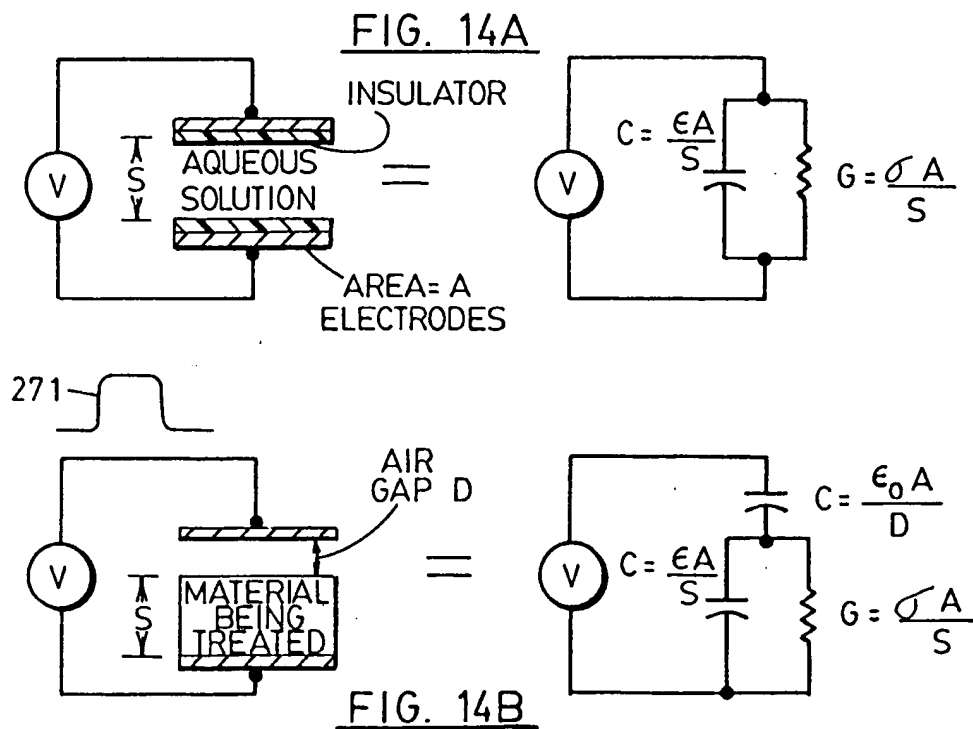 FIG. 14A
INSULATOR
V
S
AQUEOUS
SOLUTION
=
AREA = A
ELECTRODES
C = ϵA/S
G = σA/S
V
271
AIR
GAP D
V
S
MATERIAL
BEING
TREATED
=
C = ϵ₀A/D
C = ϵA/S
G = σA/S
V
FIG. 14B